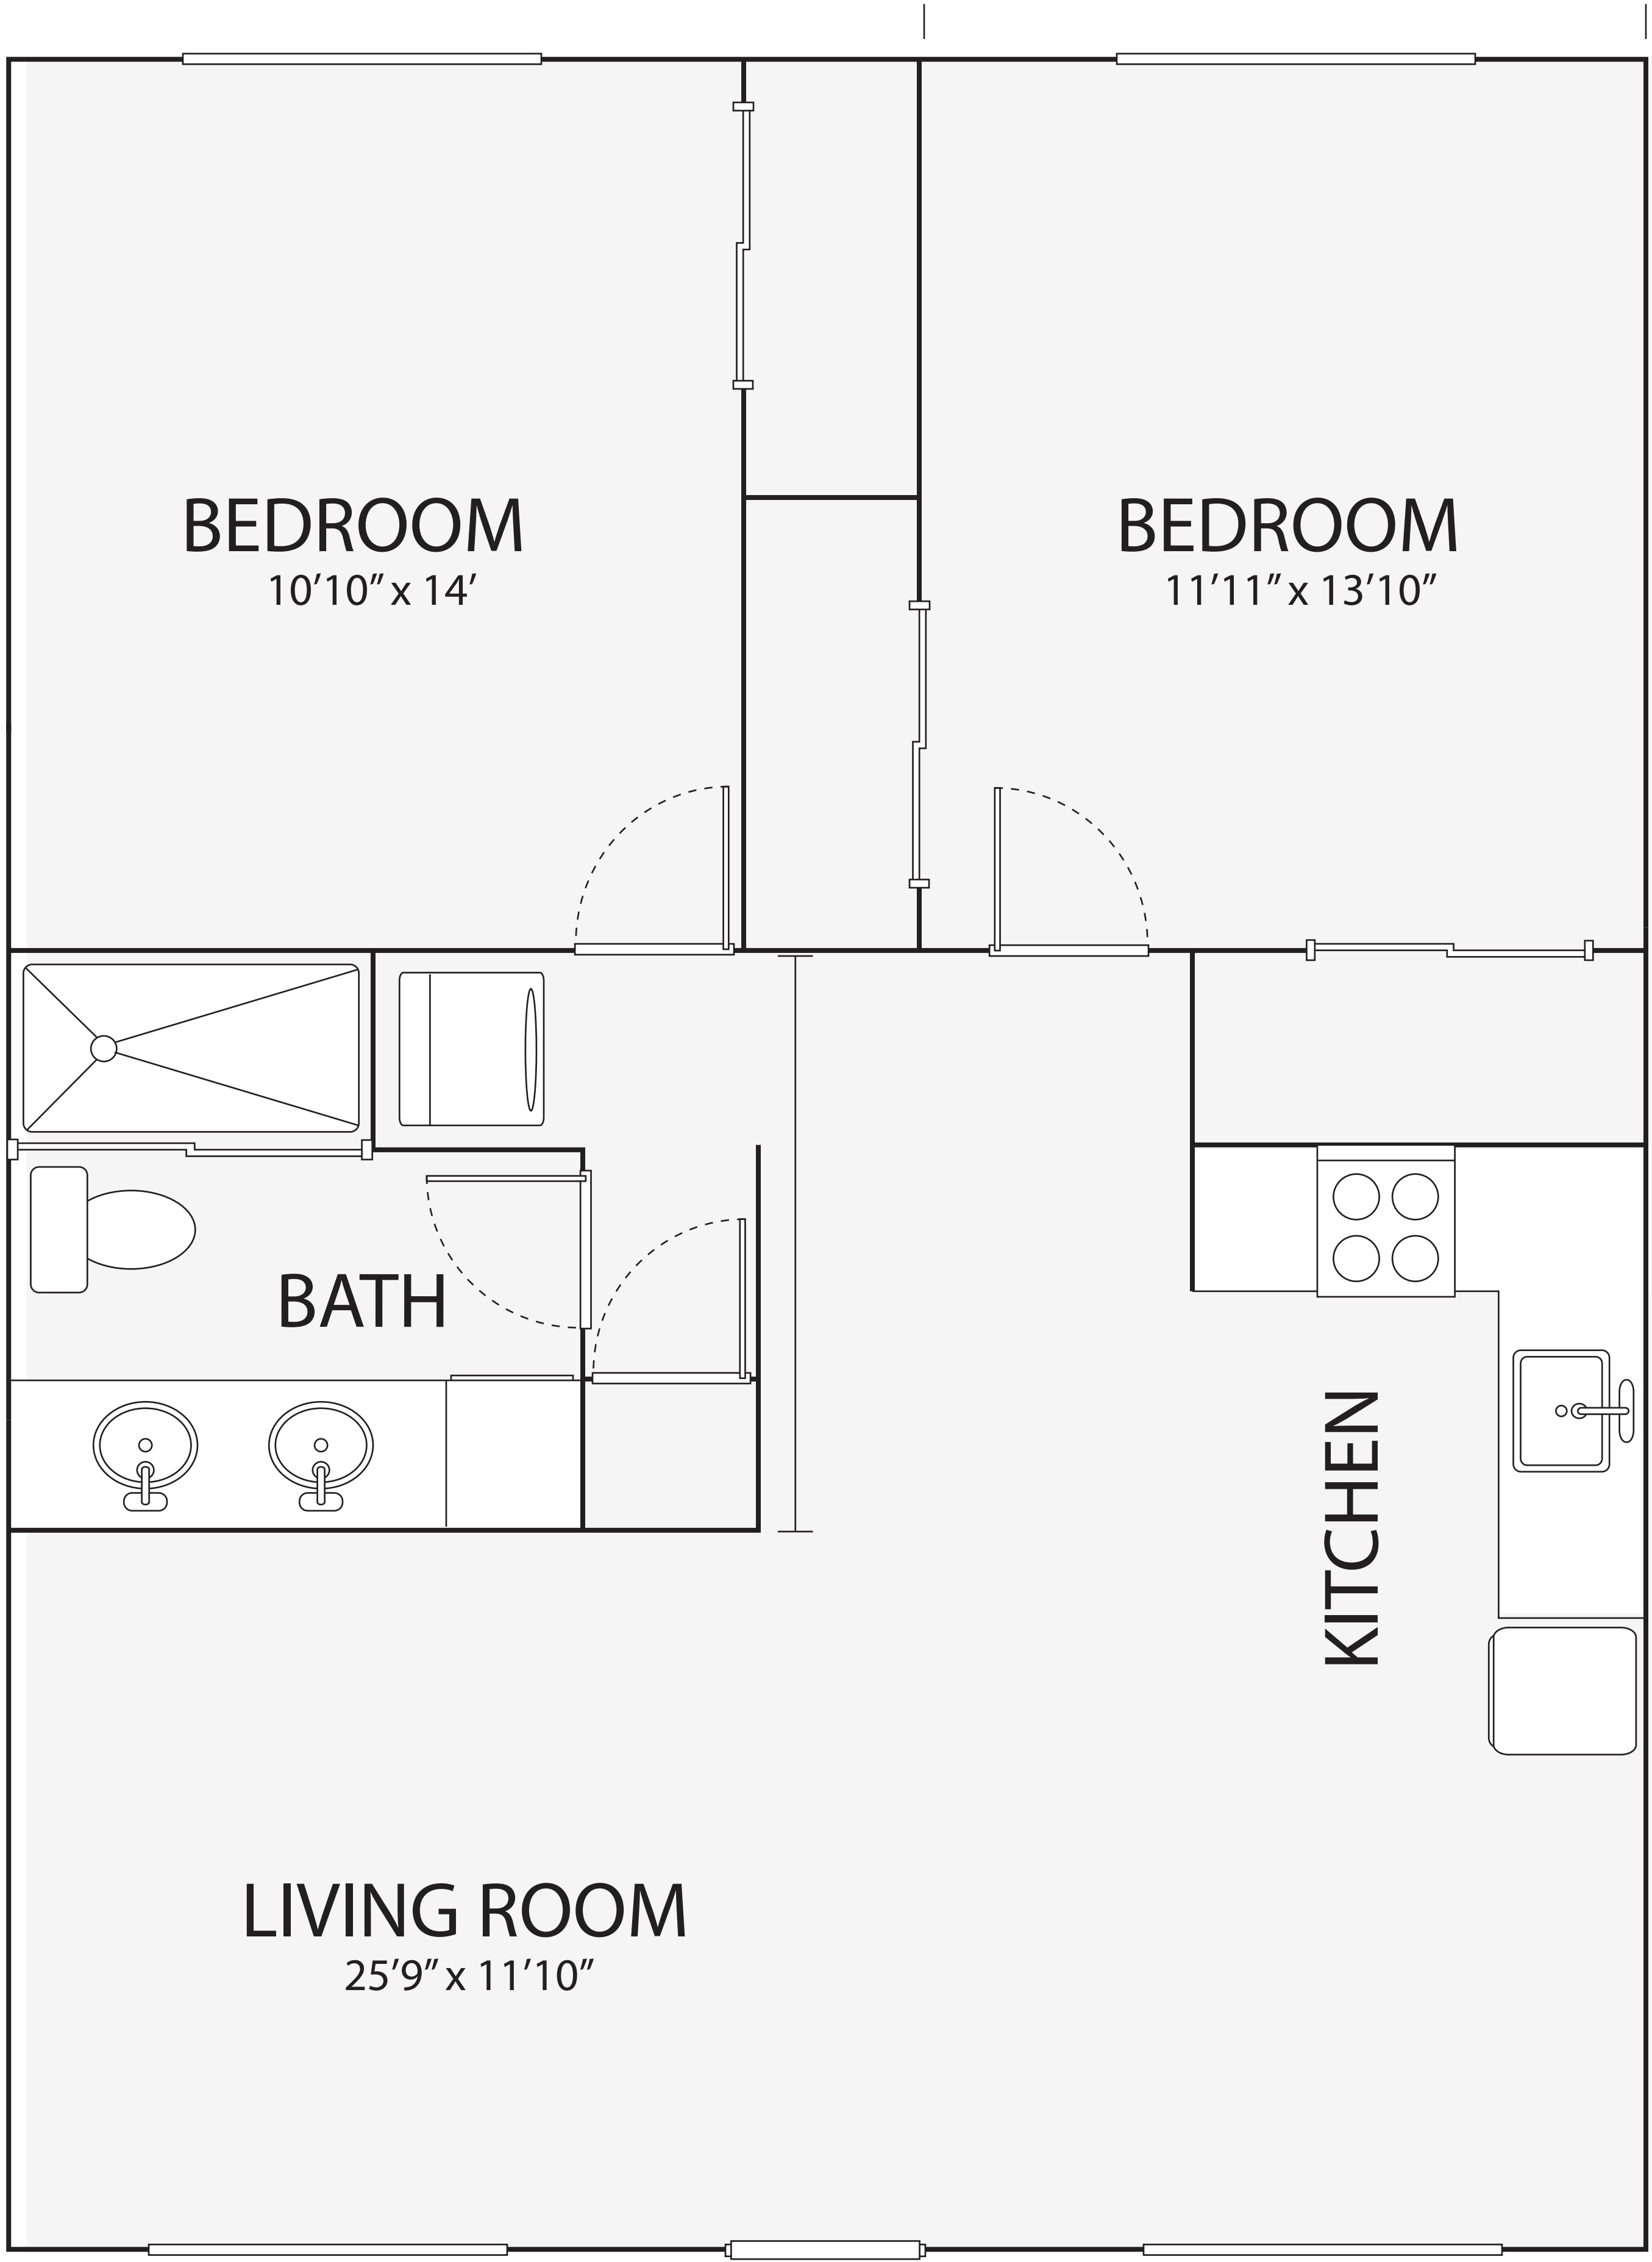 BEDROOM
10′10″ x 14′
BEDROOM
11′11″ x 13′10″
BATH
KITCHEN
LIVING ROOM
25′9″ x 11′10″